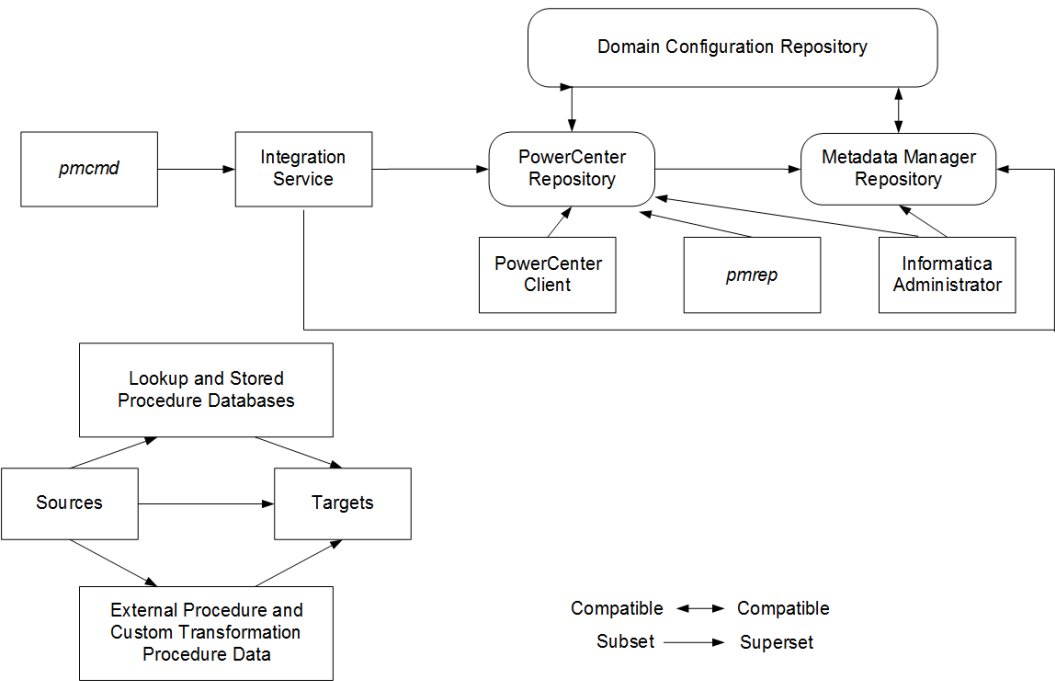 Domain Configuration Repository
pmcmd
Integration
Service
PowerCenter
Repository
Metadata Manager
Repository
PowerCenter
Client
pmrep
Informatica
Administrator
Lookup and Stored
Procedure Databases
Sources
Targets
External Procedure and
Custom Transformation
Procedure Data
Compatible Compatible
Subset Superset